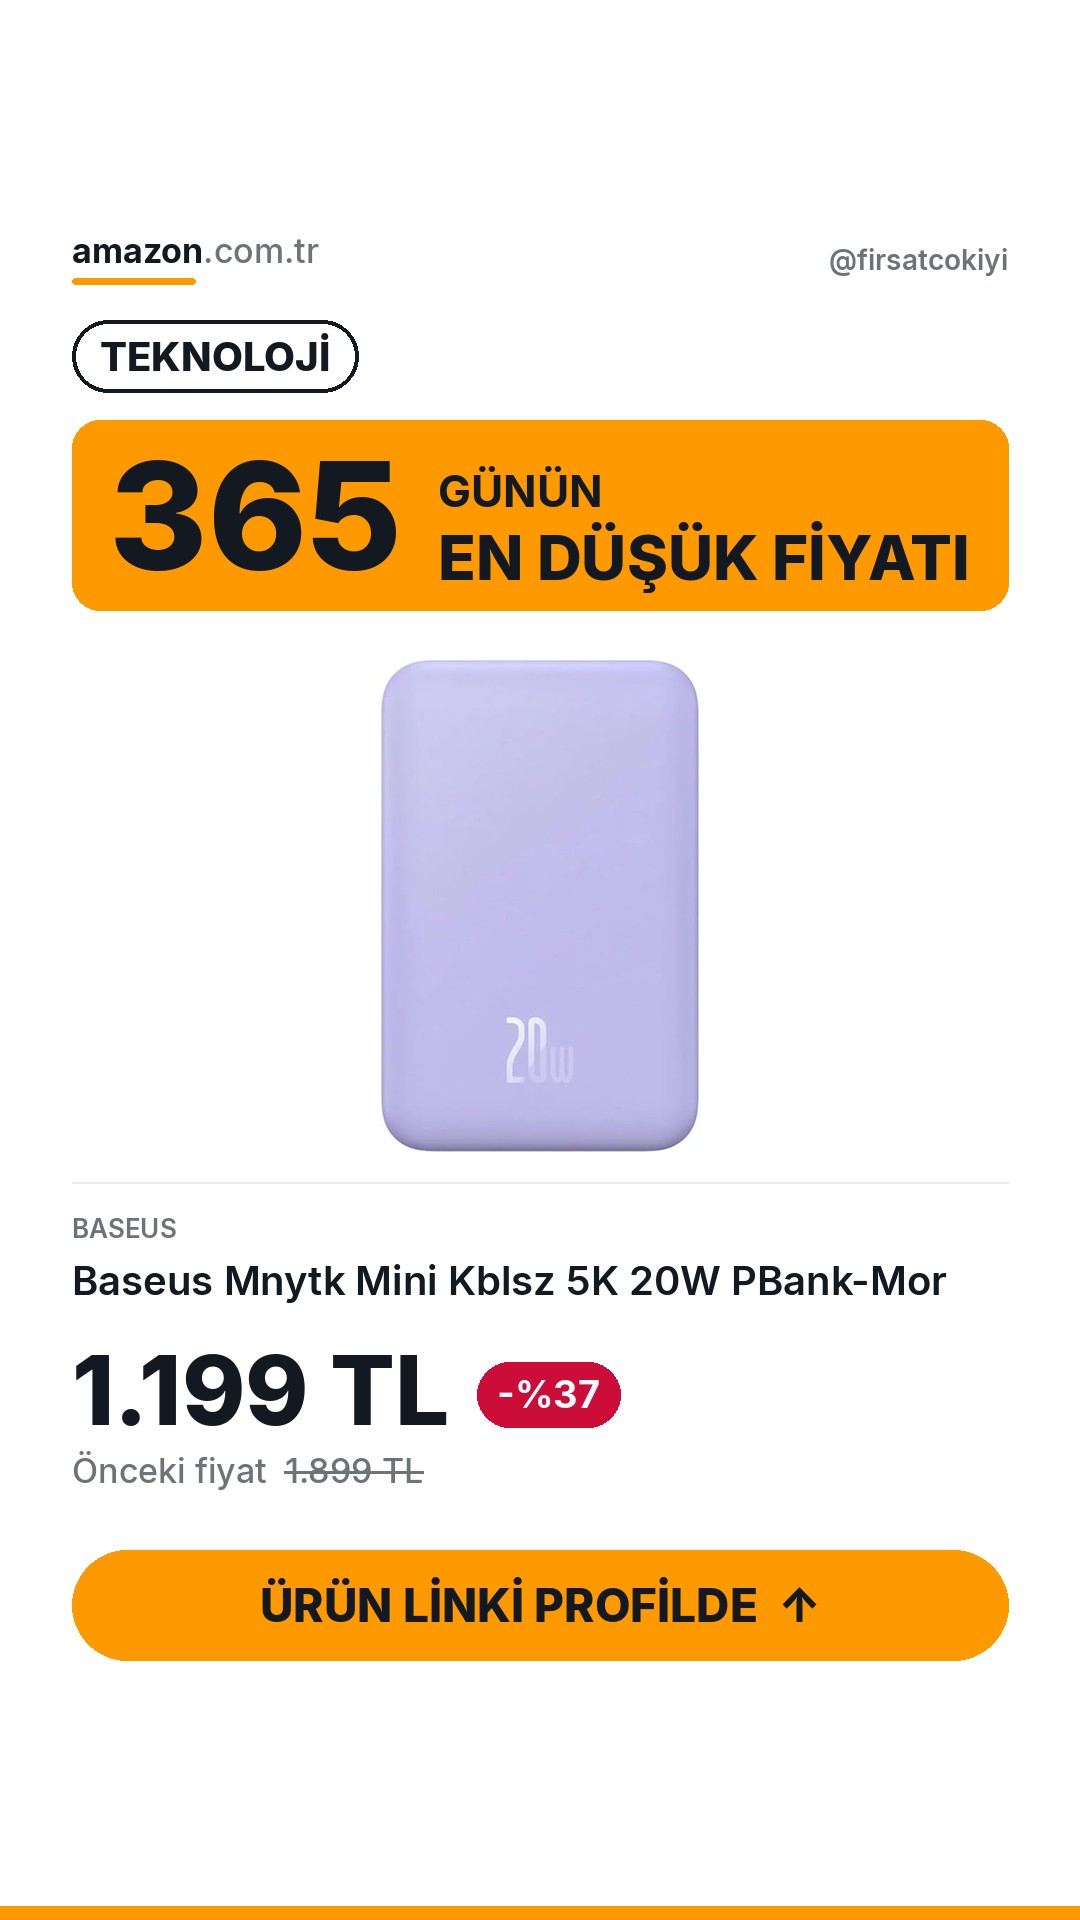 amazon.com.tr
@firsatcokiyi
TEKNOLOJİ
365 GÜNÜN
EN DÜŞÜK FİYATI
20w
BASEUS
Baseus Mnytk Mini Kblsz 5K 20W PBank-Mor
1.199 TL -%37
Önceki fiyat 1.899 TL
ÜRÜN LİNKİ PROFİLDE ↑